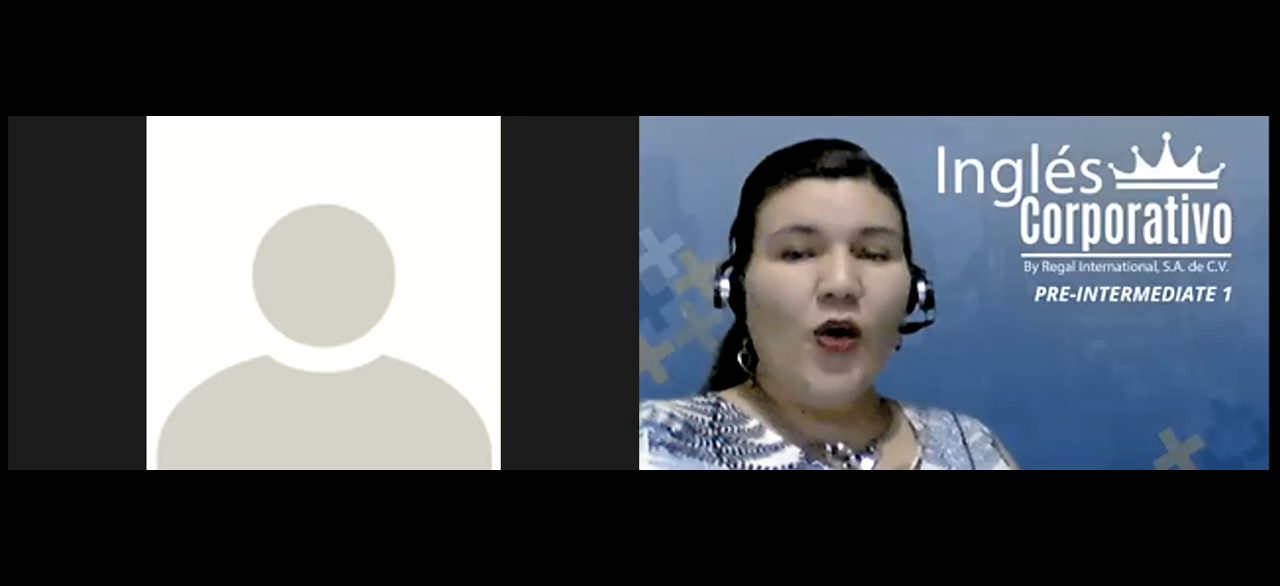 Inglés
Corporativo
By Regal International, S.A. de C.V.
PRE-INTERMEDIATE 1